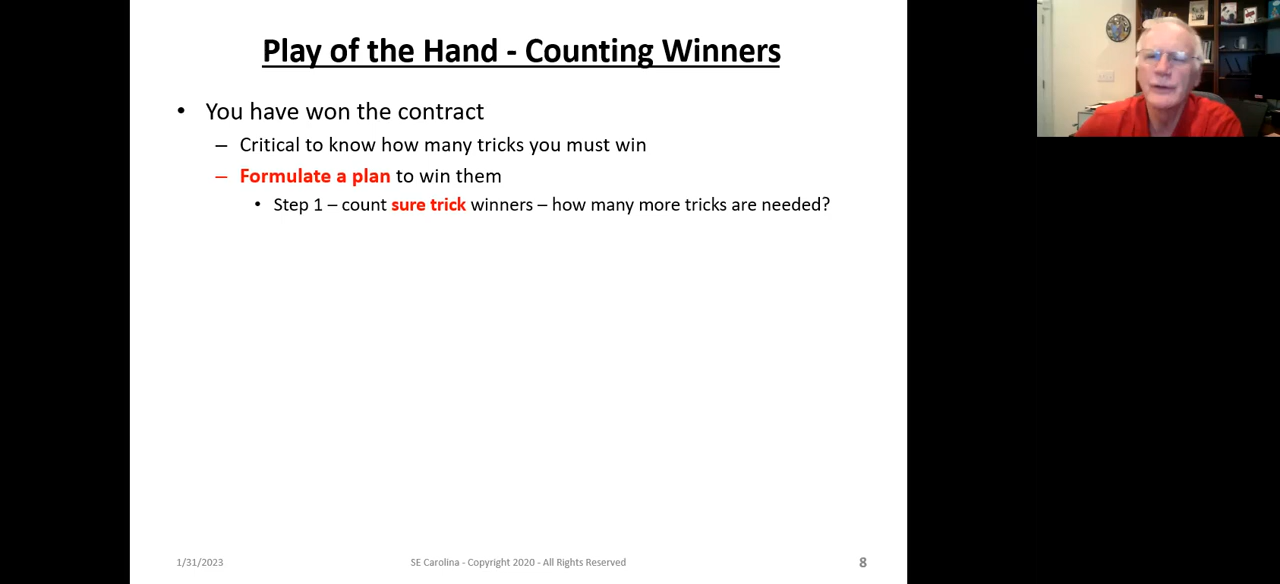 Play of the Hand - Counting Winners
• You have won the contract
– Critical to know how many tricks you must win
– Formulate a plan to win them
• Step 1 – count sure trick winners – how many more tricks are needed?
1/31/2023
SE Carolina - Copyright 2020 - All Rights Reserved
8